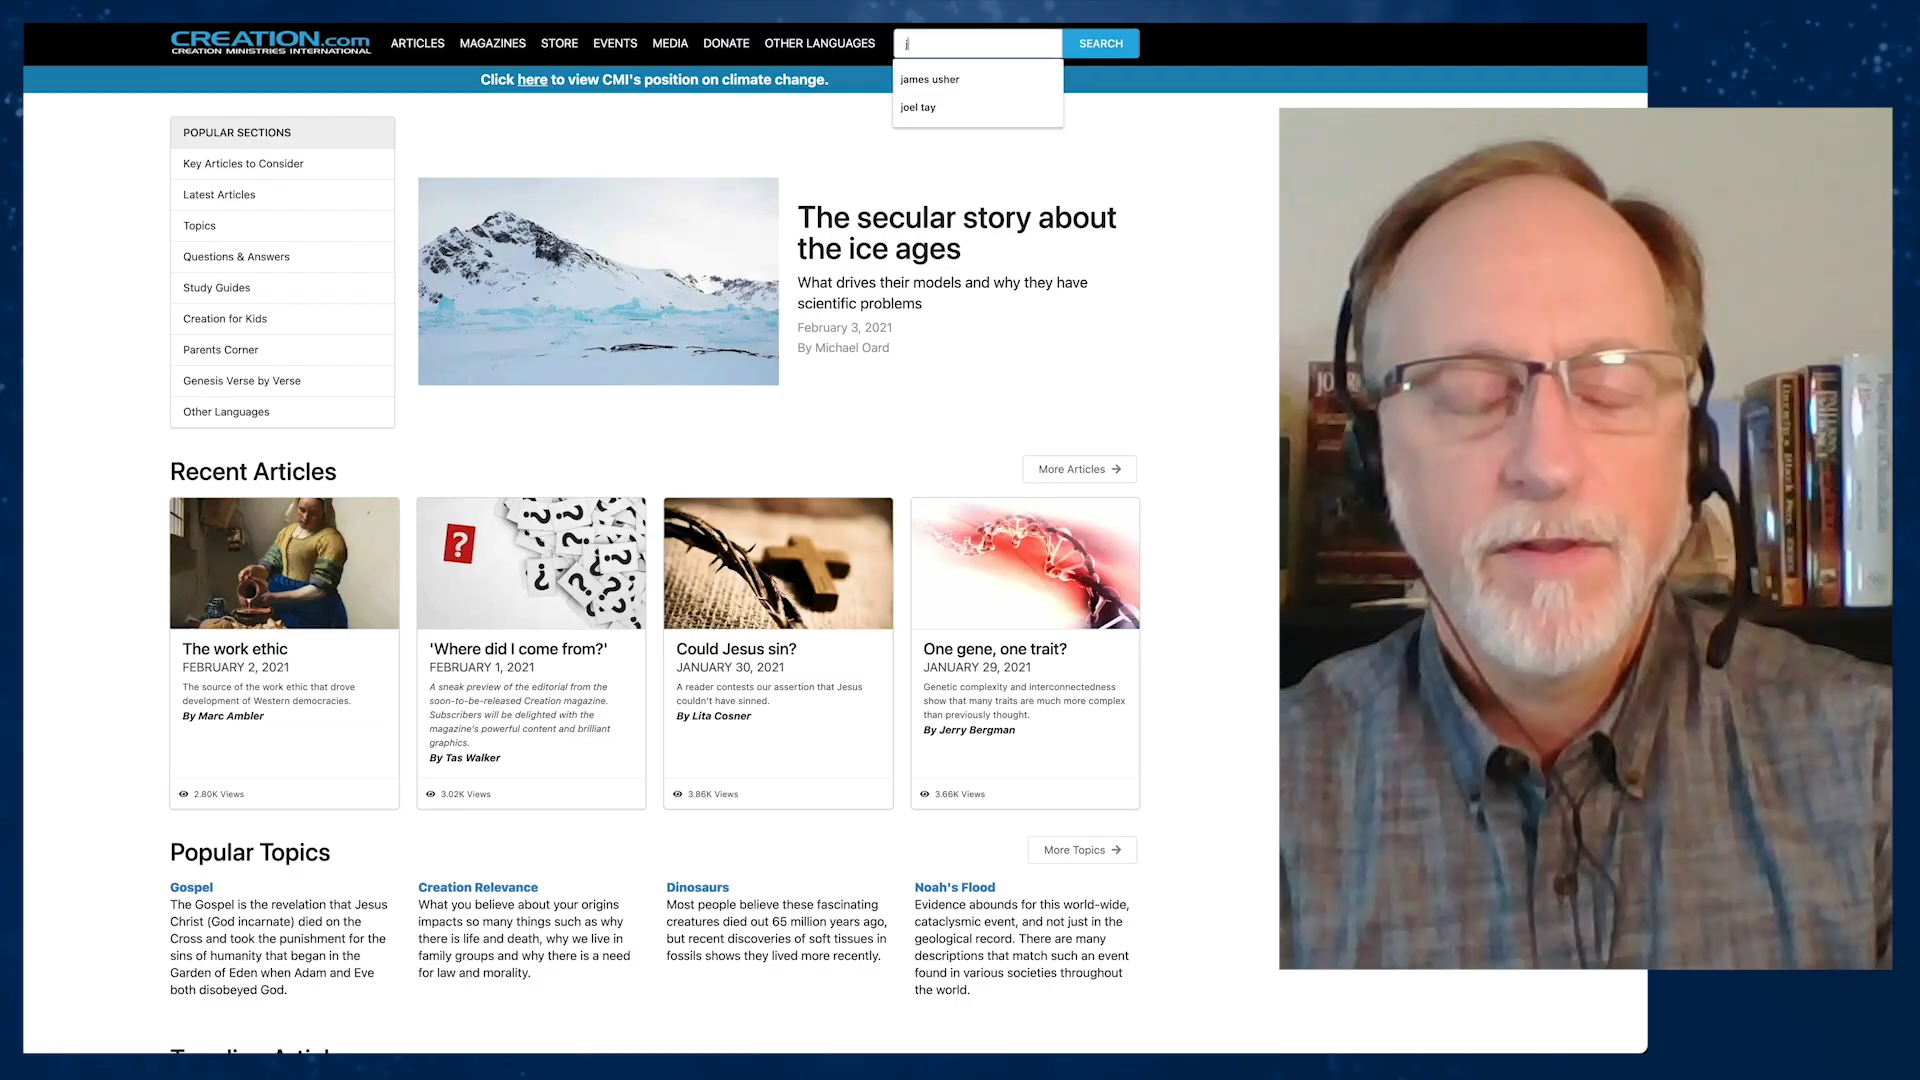 CREATION.com
CREATION MINISTRIES INTERNATIONAL
ARTICLES MAGAZINES STORE EVENTS MEDIA DONATE OTHER LANGUAGES
j
SEARCH
james usher
joel tay
Click here to view CMI's position on climate change.
POPULAR SECTIONS
Key Articles to Consider
Latest Articles
Topics
Questions & Answers
Study Guides
Creation for Kids
Parents Corner
Genesis Verse by Verse
Other Languages
The secular story about
the ice ages
What drives their models and why they have
scientific problems
February 3, 2021
By Michael Oard
Recent Articles
More Articles →
The work ethic
FEBRUARY 2, 2021
The source of the work ethic that drove
development of Western democracies.
By Marc Ambler
2.80K Views
?
'Where did I come from?'
FEBRUARY 1, 2021
A sneak preview of the editorial from the
soon-to-be-released Creation magazine.
Subscribers will be delighted with the
magazine's powerful content and brilliant
graphics.
By Tas Walker
3.02K Views
Could Jesus sin?
JANUARY 30, 2021
A reader contests our assertion that Jesus
couldn't have sinned.
By Lita Cosner
3.86K Views
One gene, one trait?
JANUARY 29, 2021
Genetic complexity and interconnectedness
show that many traits are much more complex
than previously thought.
By Jerry Bergman
3.66K Views
Popular Topics
More Topics →
Gospel
The Gospel is the revelation that Jesus
Christ (God incarnate) died on the
Cross and took the punishment for the
sins of humanity that began in the
Garden of Eden when Adam and Eve
both disobeyed God.
Creation Relevance
What you believe about your origins
impacts so many things such as why
there is life and death, why we live in
family groups and why there is a need
for law and morality.
Dinosaurs
Most people believe these fascinating
creatures died out 65 million years ago,
but recent discoveries of soft tissues in
fossils shows they lived more recently.
Noah's Flood
Evidence abounds for this world-wide,
cataclysmic event, and not just in the
geological record. There are many
descriptions that match such an event
found in various societies throughout
the world.